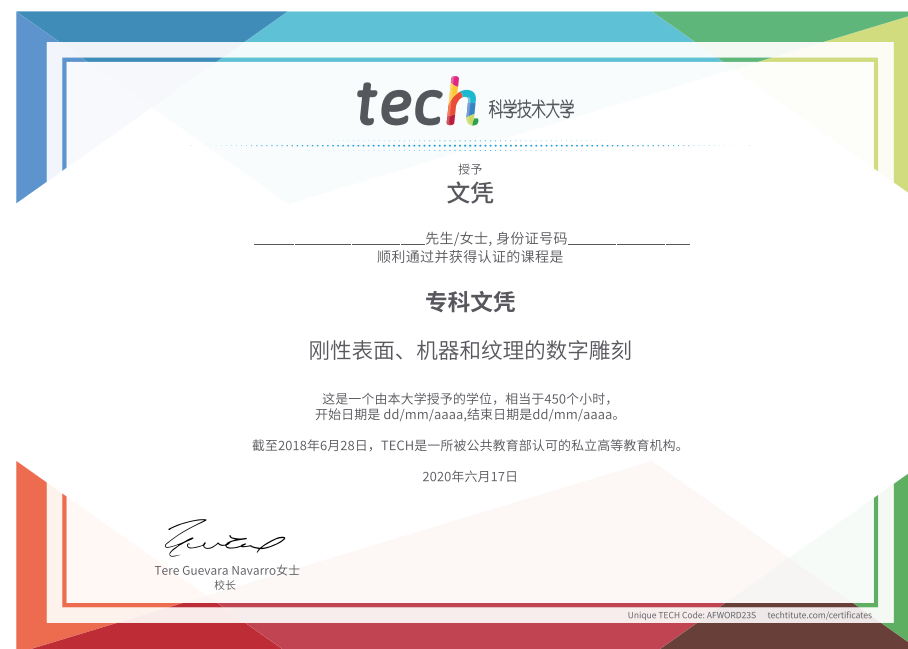 tech 科学技术大学
授予
文凭
先生/女士, 身份证号码
顺利通过并获得认证的课程是
专科文凭
刚性表面、机器和纹理的数字雕刻
这是一个由本大学授予的学位，相当于450个小时，
开始日期是 dd/mm/aaaa,结束日期是dd/mm/aaaa。
截至2018年6月28日，TECH是一所被公共教育部认可的私立高等教育机构。
2020年六月17日
Tere Guevara Navarro女士
校长
Unique TECH Code: AFWORD23S techtitute.com/certificates